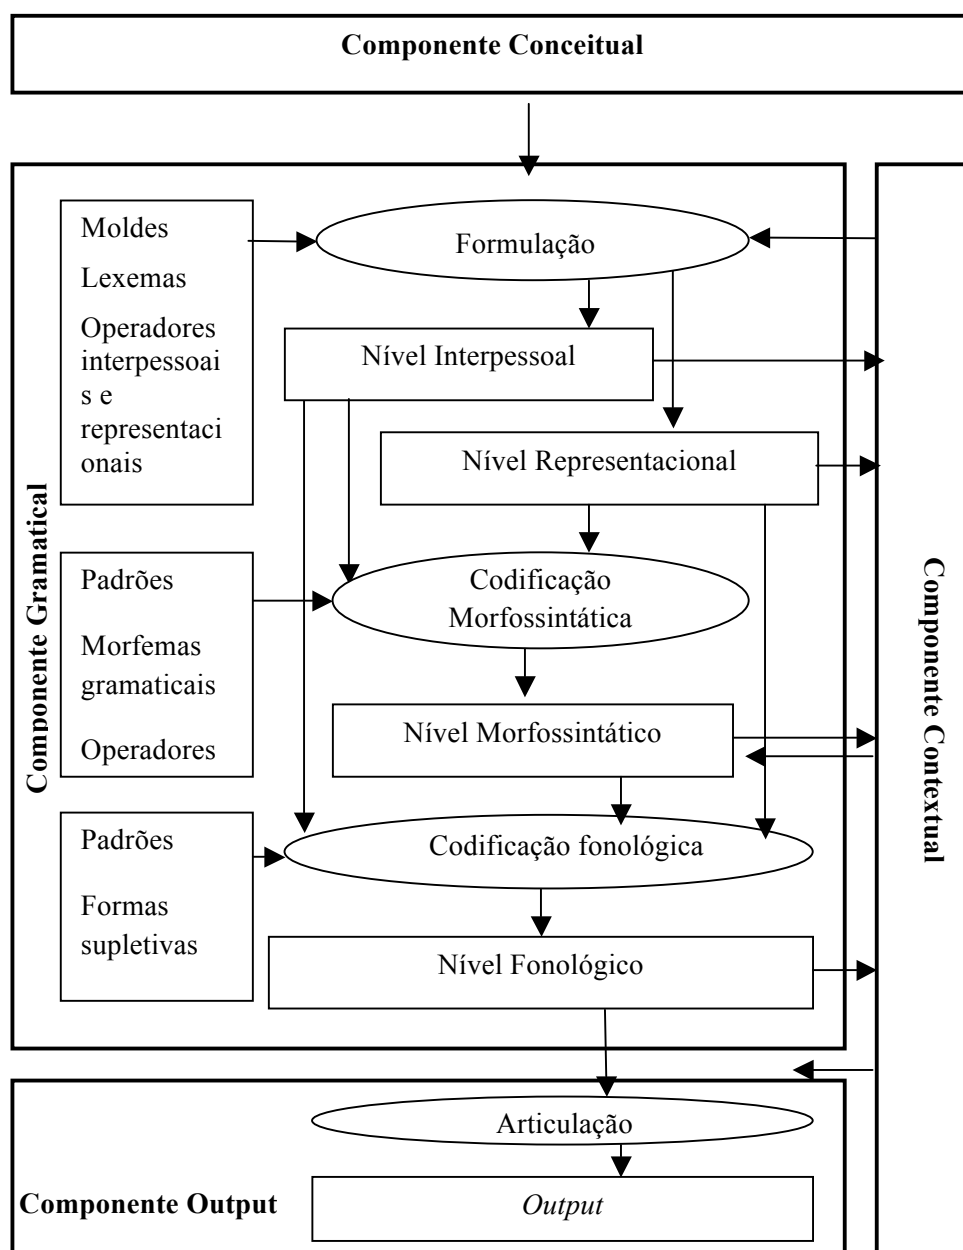 Componente Conceitual
Moldes
Lexemas
Operadores
interpessoai
s e
representaci
onais
Formulação
Nível Interpessoal
Nível Representacional
Componente Gramatical
Padrões
Morfemas
gramaticais
Operadores
Codificação
Morfossintática
Nível Morfossintático
Padrões
Formas
supletivas
Codificação fonológica
Nível Fonológico
Componente Contextual
Articulação
Componente Output
Output